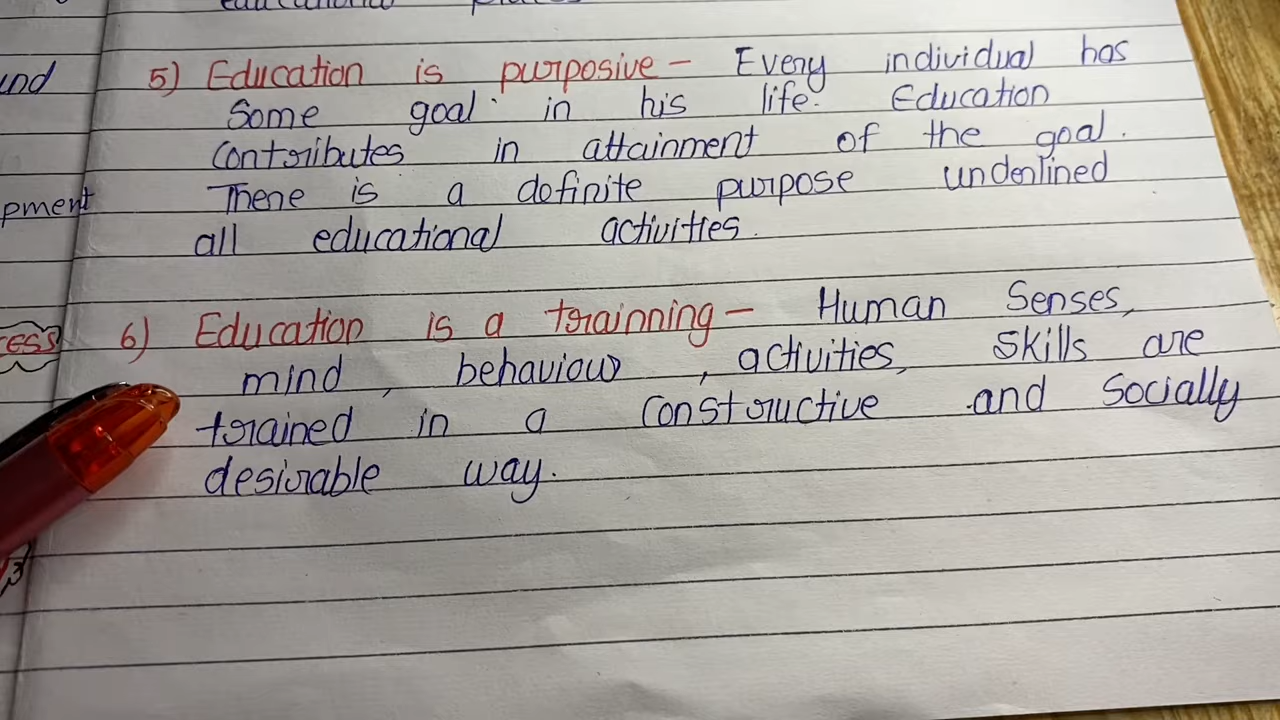 5) Education is purposive - Every individual has
Some goal in his life. Education
Contributes in attainment of the goal.
There is a definite purpose underlined
all educational activities.
6) Education is a trainning - Human Senses,
mind, behaviour, activities, skills are
trained in a constructive and Socially
desirable way.